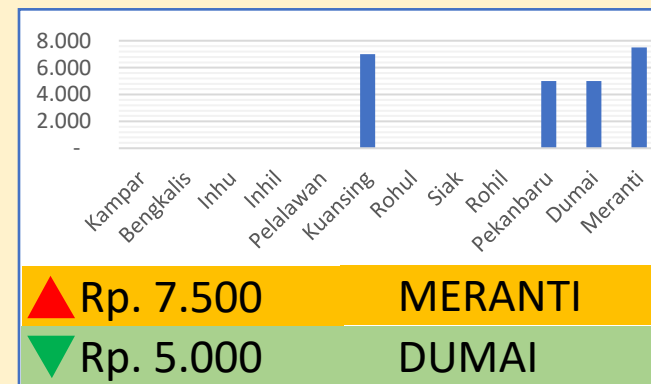 8.000
6.000
4.000
2.000
-
Kampar
Bengkalis
Inhu
Inhil
Pelalawan
Kuansing
Rohul
Siak
Rohil
Pekanbaru
Dumai
Meranti
Rp. 7.500 MERANTI
Rp. 5.000 DUMAI